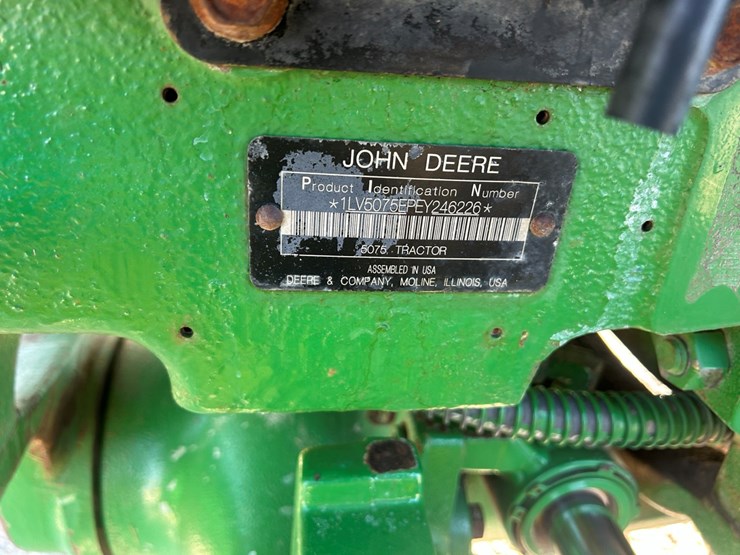 JOHN DEERE
Product Identification Number
*1LV5075EPEY246226*
5075 TRACTOR
ASSEMBLED IN USA
DEERE & COMPANY, MOLINE, ILLINOIS, USA